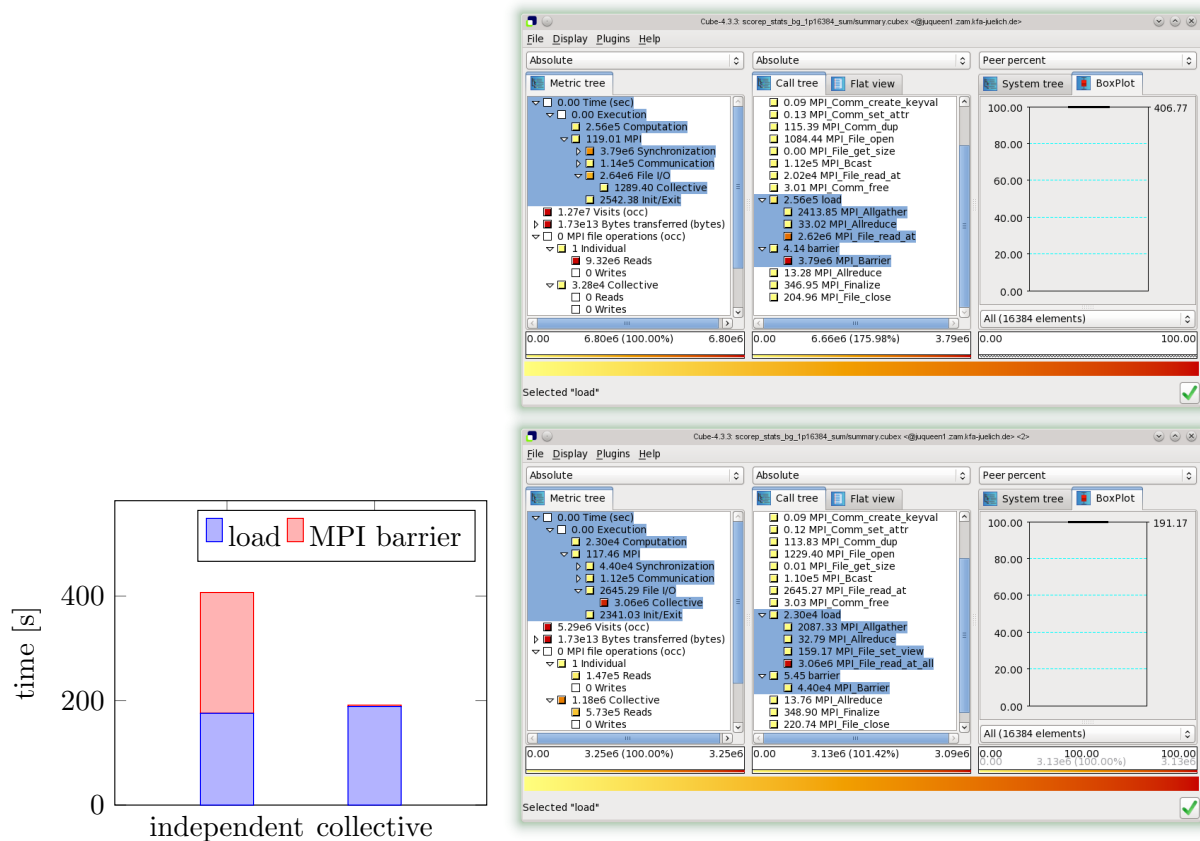 Cube-4.3.3: scorep_stats_bg_1p16384_sum/summary.cubex <@juqueen1.zam.kfa-juelich.de>
File Display Plugins Help
Absolute
Absolute
Peer percent
Metric tree
Call tree
Flat view
System tree
BoxPlot
0.00 Time (sec)
0.00 Execution
2.56e5 Computation
119.01 MPI
3.79e6 Synchronization
1.14e5 Communication
2.64e6 File I/O
1289.40 Collective
2542.38 Init/Exit
1.27e7 Visits (occ)
1.73e13 Bytes transferred (bytes)
0 MPI file operations (occ)
1 Individual
9.32e6 Reads
0 Writes
3.28e4 Collective
0 Reads
0 Writes
0.09 MPI_Comm_create_keyval
0.13 MPI_Comm_set_attr
115.39 MPI_Comm_dup
1084.44 MPI_File_open
0.00 MPI_File_get_size
1.12e5 MPI_Bcast
2.02e4 MPI_File_read_at
3.01 MPI_Comm_free
2.56e5 load
2413.85 MPI_Allgather
33.02 MPI_Allreduce
2.62e6 MPI_File_read_at
4.14 barrier
3.79e6 MPI_Barrier
13.28 MPI_Allreduce
346.95 MPI_Finalize
204.96 MPI_File_close
100.00
406.77
80.00
60.00
40.00
20.00
0.00
All (16384 elements)
0.00 6.80e6 (100.00%) 6.80e6
0.00 6.66e6 (175.98%) 3.79e6
0.00 100.00
Selected "load"
Cube-4.3.3: scorep_stats_bg_1p16384_sum/summary.cubex <@juqueen1.zam.kfa-juelich.de> <2>
File Display Plugins Help
Absolute
Absolute
Peer percent
Metric tree
Call tree
Flat view
System tree
BoxPlot
0.00 Time (sec)
0.00 Execution
2.30e4 Computation
117.46 MPI
4.40e4 Synchronization
1.12e5 Communication
2645.29 File I/O
3.06e6 Collective
2341.03 Init/Exit
5.29e6 Visits (occ)
1.73e13 Bytes transferred (bytes)
0 MPI file operations (occ)
1 Individual
1.47e5 Reads
0 Writes
1.18e6 Collective
5.73e5 Reads
0 Writes
0.09 MPI_Comm_create_keyval
0.12 MPI_Comm_set_attr
113.83 MPI_Comm_dup
1229.40 MPI_File_open
0.01 MPI_File_get_size
1.10e5 MPI_Bcast
2645.27 MPI_File_read_at
3.03 MPI_Comm_free
2.30e4 load
2087.33 MPI_Allgather
32.79 MPI_Allreduce
159.17 MPI_File_set_view
3.06e6 MPI_File_read_at_all
5.45 barrier
4.40e4 MPI_Barrier
13.76 MPI_Allreduce
348.90 MPI_Finalize
220.74 MPI_File_close
100.00
191.17
80.00
60.00
40.00
20.00
0.00
All (16384 elements)
0.00 3.25e6 (100.00%) 3.25e6
0.00 3.13e6 (101.42%) 3.09e6
0.00 100.00 100.00
0.00 3.13e6 (100.00%) 3.13e6
Selected "load"
load MPI barrier
time [s]
400
200
0
independent collective